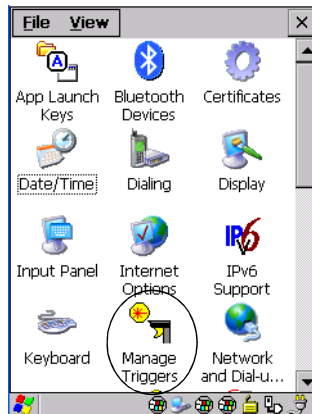 File View
App Launch Keys
Bluetooth Devices
Certificates
Date/Time
Dialing
Display
Input Panel
Internet Options
IPv6
IPv6 Support
Keyboard
Manage Triggers
Network and Dial-u...